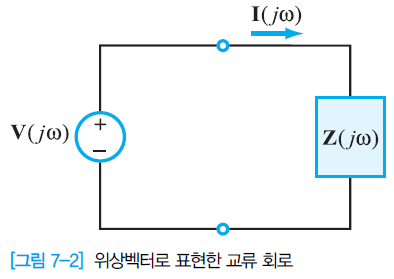 I(jω)
V(jω)
+
−
Z(jω)
[그림 7-2] 위상벡터로 표현한 교류 회로